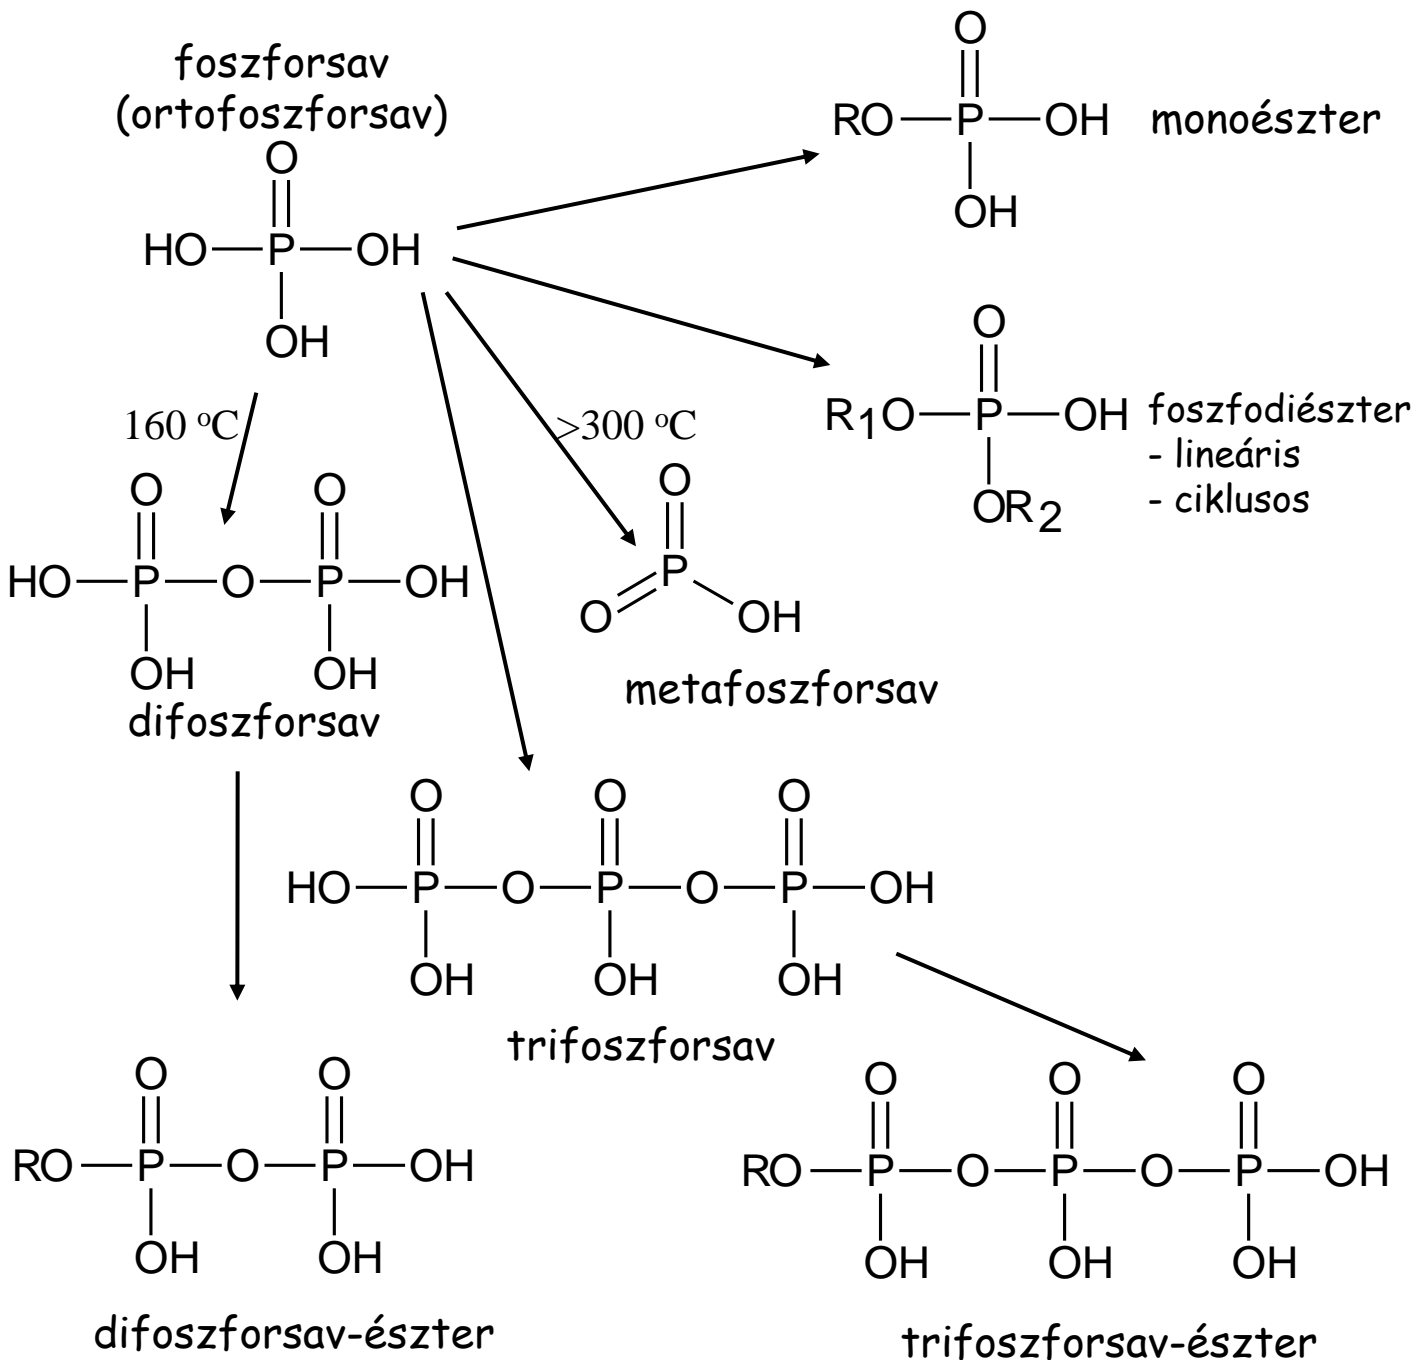 foszforsav
(ortofoszforsav)
O
HO P OH
OH
O
RO P OH monoészter
OH
O
R1O P OH
OR2
foszfodiészter
- lineáris
- ciklusos
160 °C
>300 °C
O O
HO P O P OH
OH OH
difoszforsav
O
P
O OH
metafoszforsav
O O O
HO P O P O P OH
OH OH OH
trifoszforsav
O O
RO P O P OH
OH OH
difoszforsav-észter
O O O
RO P O P O P OH
OH OH OH
trifoszforsav-észter